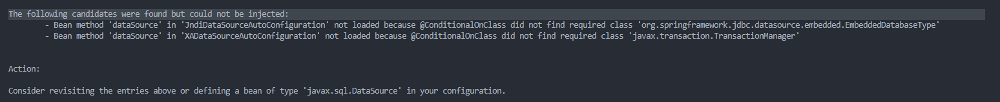 The following candidates were found but could not be injected:
- Bean method 'dataSource' in 'JndiDataSourceAutoConfiguration' not loaded because @ConditionalOnClass did not find required class 'org.springframework.jdbc.datasource.embedded.EmbeddedDatabaseType'
- Bean method 'dataSource' in 'XADataSourceAutoConfiguration' not loaded because @ConditionalOnClass did not find required class 'javax.transaction.TransactionManager'
Action:
Consider revisiting the entries above or defining a bean of type 'javax.sql.DataSource' in your configuration.